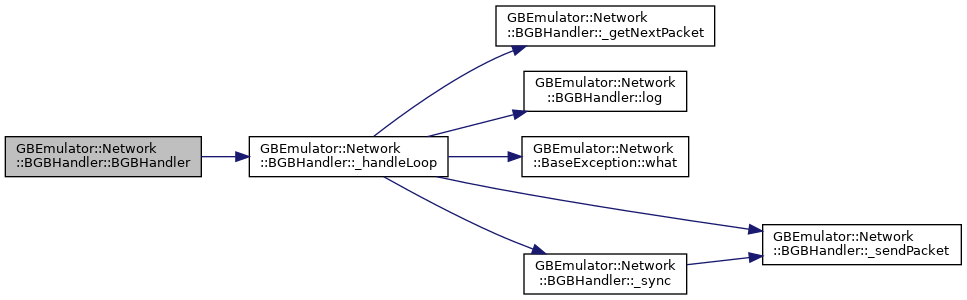 GBEmulator::Network
::BGBHandler::BGBHandler
GBEmulator::Network
::BGBHandler::_handleLoop
GBEmulator::Network
::BGBHandler::_getNextPacket
GBEmulator::Network
::BGBHandler::log
GBEmulator::Network
::BaseException::what
GBEmulator::Network
::BGBHandler::_sync
GBEmulator::Network
::BGBHandler::_sendPacket